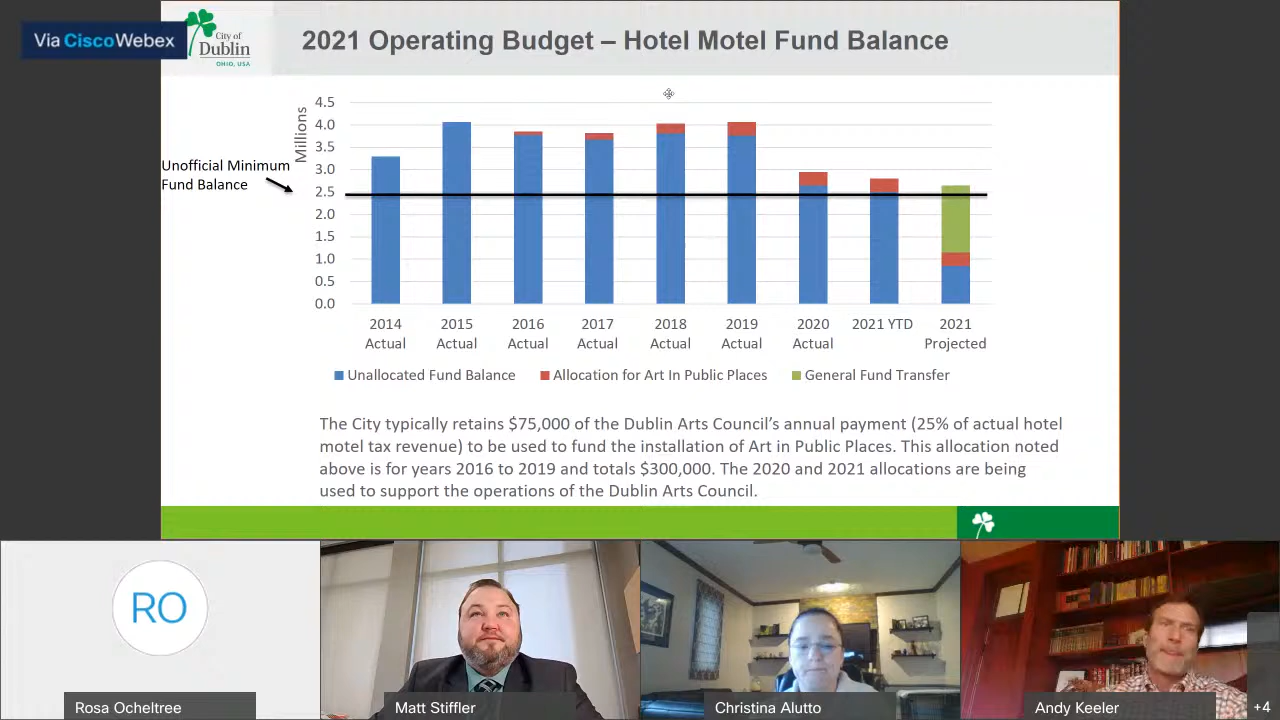 Via Cisco Webex
City of
Dublin
OHIO, USA
2021 Operating Budget – Hotel Motel Fund Balance
Millions
4.5
4.0
3.5
3.0
2.5
2.0
1.5
1.0
0.5
0.0
Unofficial Minimum
Fund Balance
2014 2015 2016 2017 2018 2019 2020 2021 YTD 2021
Actual Actual Actual Actual Actual Actual Actual Projected
Unallocated Fund Balance Allocation for Art In Public Places General Fund Transfer
The City typically retains $75,000 of the Dublin Arts Council's annual payment (25% of actual hotel
motel tax revenue) to be used to fund the installation of Art in Public Places. This allocation noted
above is for years 2016 to 2019 and totals $300,000. The 2020 and 2021 allocations are being
used to support the operations of the Dublin Arts Council.
RO
Rosa Ocheltree
Matt Stiffler
Christina Alutto
Andy Keeler
+4